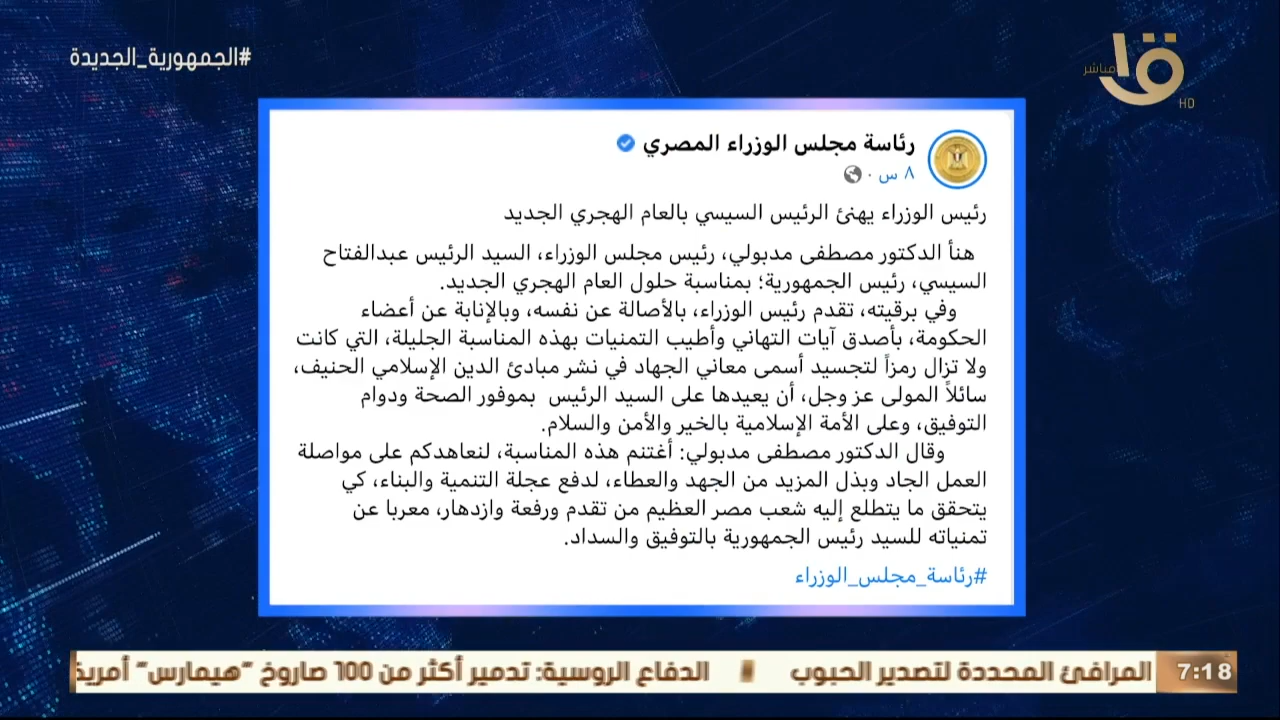 #الجمهورية_الجديدة
مباشر
HD
رئاسة مجلس الوزراء المصري
٨ س ·
رئيس الوزراء يهنئ الرئيس السيسي بالعام الهجري الجديد
هنأ الدكتور مصطفى مدبولي، رئيس مجلس الوزراء، السيد الرئيس عبدالفتاح
السيسي، رئيس الجمهورية؛ بمناسبة حلول العام الهجري الجديد.
وفي برقيته، تقدم رئيس الوزراء، بالأصالة عن نفسه، وبالإنابة عن أعضاء
الحكومة، بأصدق آيات التهاني وأطيب التمنيات بهذه المناسبة الجليلة، التي كانت
ولا تزال رمزاً لتجسيد أسمى معاني الجهاد في نشر مبادئ الدين الإسلامي الحنيف،
سائلاً المولى عز وجل، أن يعيدها على السيد الرئيس بموفور الصحة ودوام
التوفيق، وعلى الأمة الإسلامية بالخير والأمن والسلام.
وقال الدكتور مصطفى مدبولي: أغتنم هذه المناسبة، لنعاهدكم على مواصلة
العمل الجاد وبذل المزيد من الجهد والعطاء، لدفع عجلة التنمية والبناء، كي
يتحقق ما يتطلع إليه شعب مصر العظيم من تقدم ورفعة وازدهار، معربا عن
تمنياته للسيد رئيس الجمهورية بالتوفيق والسداد.
#رئاسة_مجلس_الوزراء
7:18 المرافئ المحددة لتصدير الحبوب الدفاع الروسية: تدمير أكثر من 100 صاروخ "هيمارس"